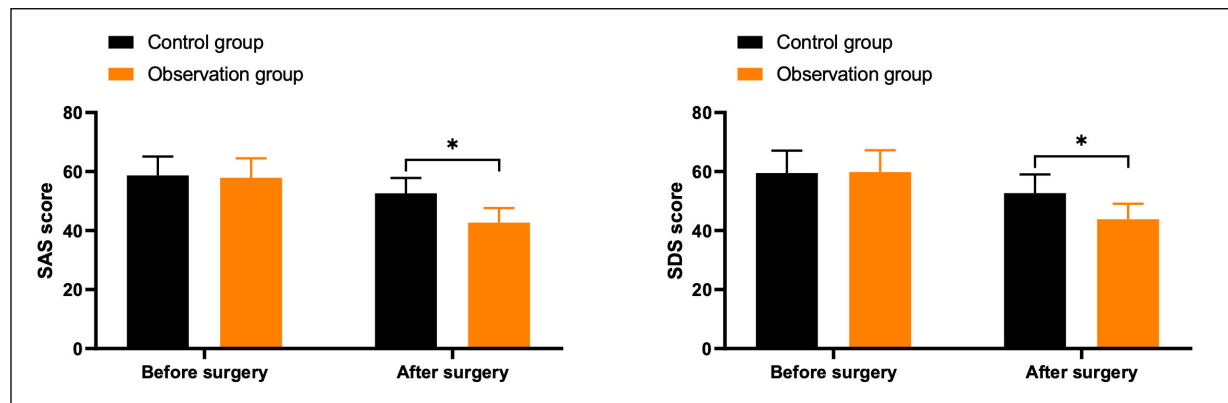 Control group
Observation group
80
60
40
20
0
SAS score
*
Before surgery
After surgery
Control group
Observation group
80
60
40
20
0
SDS score
*
Before surgery
After surgery